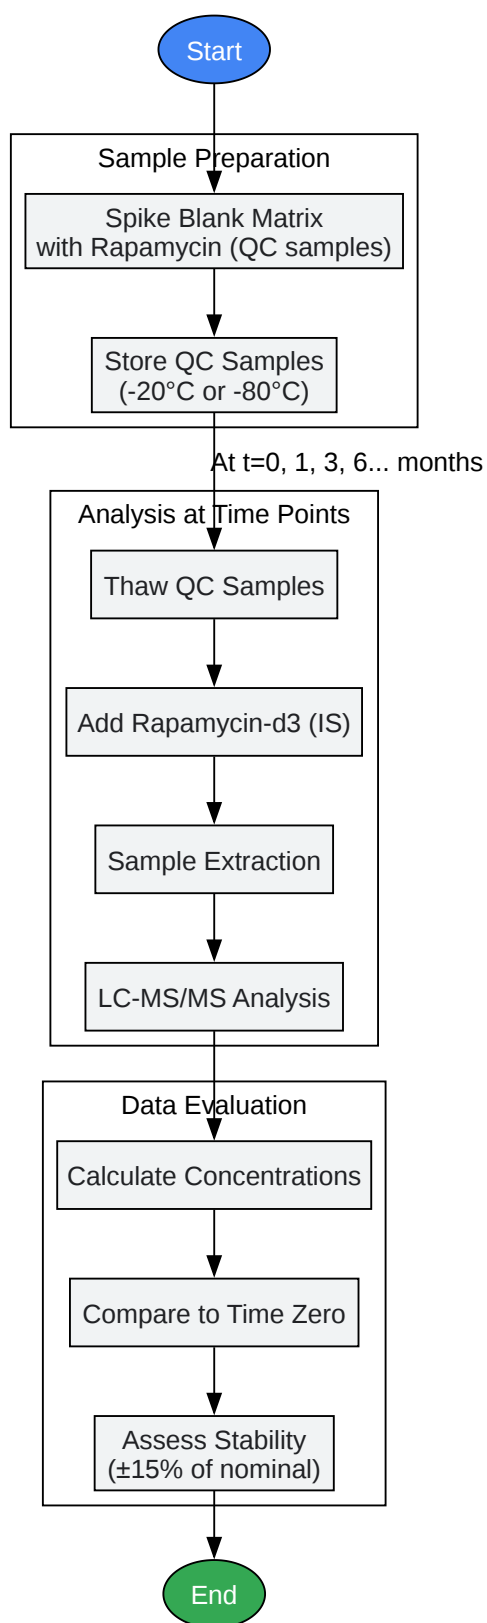 Start
Sample Preparation
Spike Blank Matrix
with Rapamycin (QC samples)
Store QC Samples
(-20°C or -80°C)
At t=0, 1, 3, 6... months
Analysis at Time Points
Thaw QC Samples
Add Rapamycin-d3 (IS)
Sample Extraction
LC-MS/MS Analysis
Data Evaluation
Calculate Concentrations
Compare to Time Zero
Assess Stability
(±15% of nominal)
End